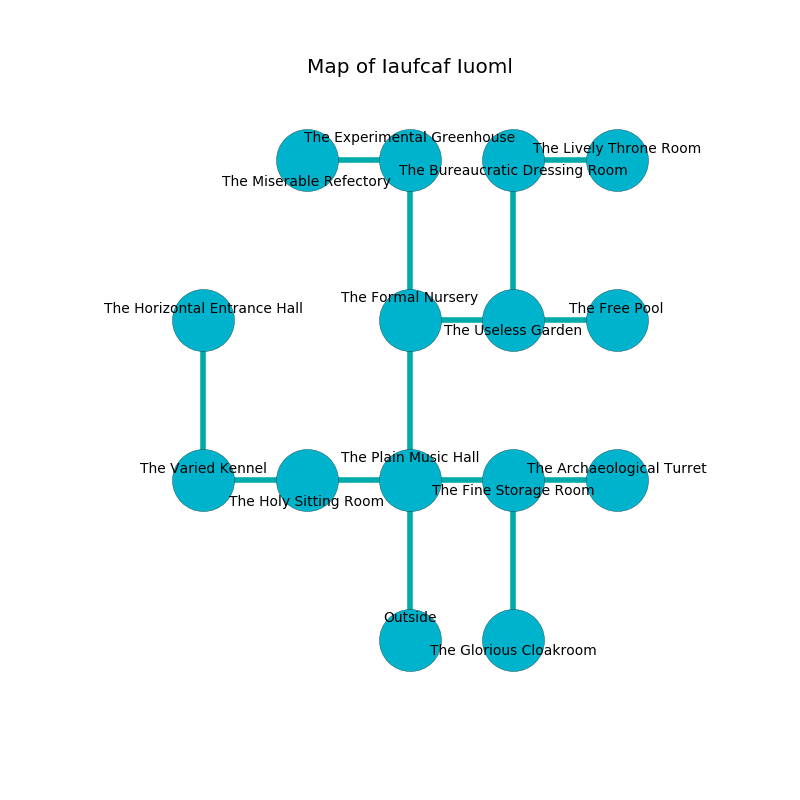 Map of Iaufcaf Iuoml
The Experimental Greenhouse
The Lively Throne Room
The Bureaucratic Dressing Room
The Miserable Refectory
The Formal Nursery
The Horizontal Entrance Hall
The Free Pool
The Useless Garden
The Plain Music Hall
The Varied Kennel
The Archaeological Turret
The Fine Storage Room
The Holy Sitting Room
Outside
The Glorious Cloakroom